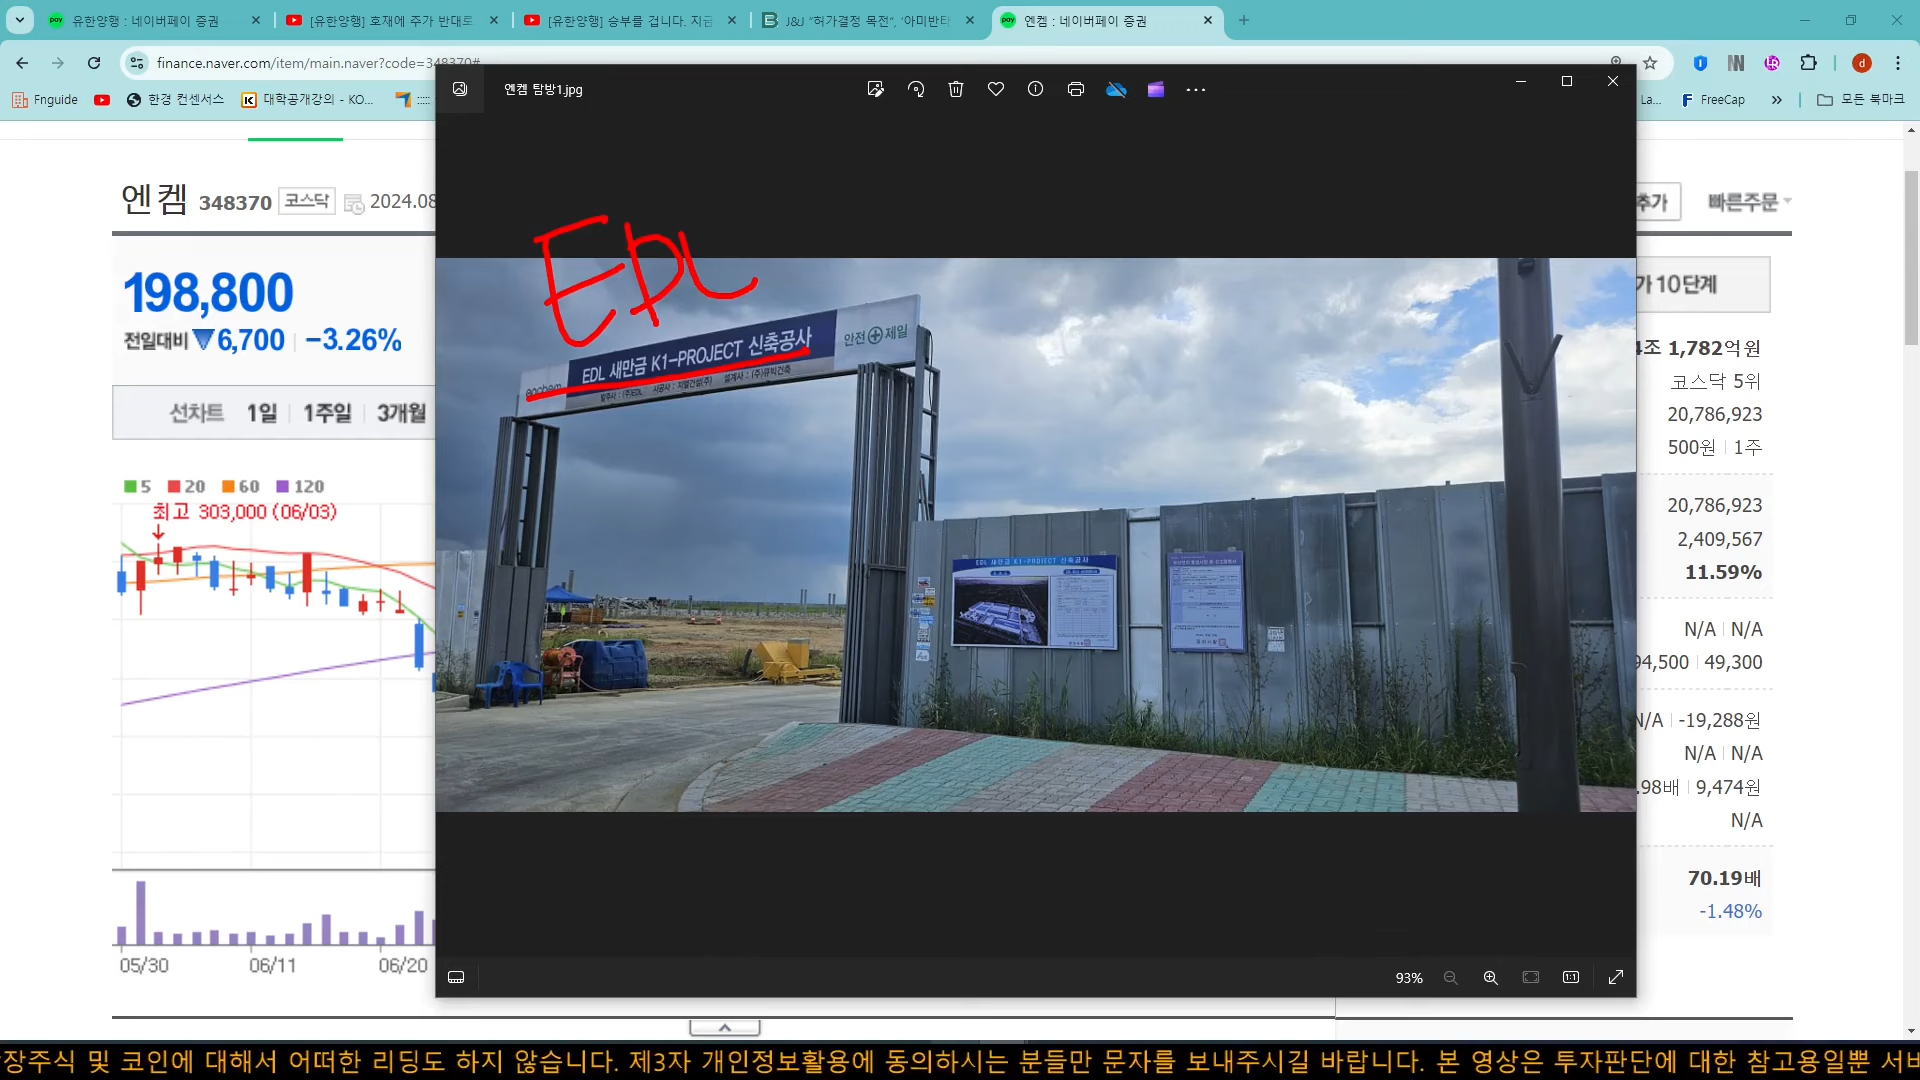 유한양행 : 네이버페이 증권
[유한양행] 호재에 주가 반대로
[유한양행] 승부를 겁니다. 지금
J&J "허가결정 목전", '아미반타
엔켐 : 네이버페이 증권
finance.naver.com/item/main.naver?code=348370#
Fnguide
한경 컨센서스
대학공개강의 - KO...
La...
FreeCap
모든 북마크
엔켐 탐방1.jpg
엔켐 348370 코스닥 2024.08
추가
빠른주문
198,800
전일대비 ▼6,700 -3.26%
선차트 1일 1주일 3개월
5 20 60 120
최고 303,000 (06/03)
05/30 06/11 06/20
EDL
enchem
EDL 새만금 K1-PROJECT 신축공사
안전 제일
EDL 새만금 K1-PROJECT 신축공사
가 10단계
4조 1,782억원
코스닥 5위
20,786,923
500원 1주
20,786,923
2,409,567
11.59%
N/A N/A
94,500 49,300
N/A -19,288원
N/A N/A
.98배 9,474원
N/A
70.19배
-1.48%
93%
장주식 및 코인에 대해서 어떠한 리딩도 하지 않습니다. 제3자 개인정보활용에 동의하시는 분들만 문자를 보내주시길 바랍니다. 본 영상은 투자판단에 대한 참고용일뿐 서비